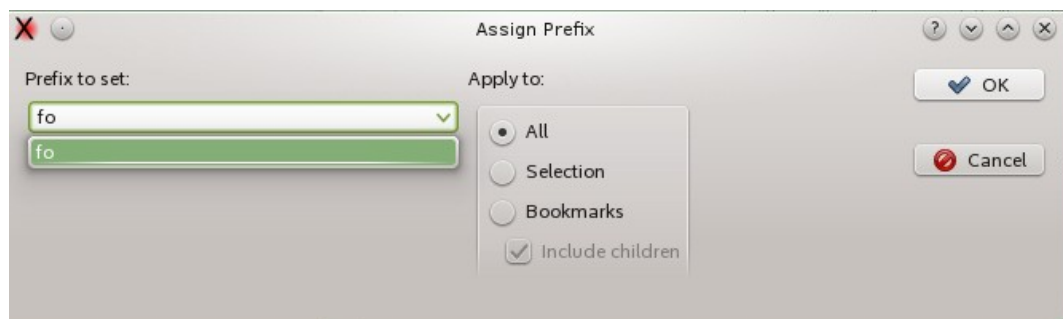 Assign Prefix
Prefix to set:
fo
fo
Apply to:
All
Selection
Bookmarks
Include children
OK
Cancel